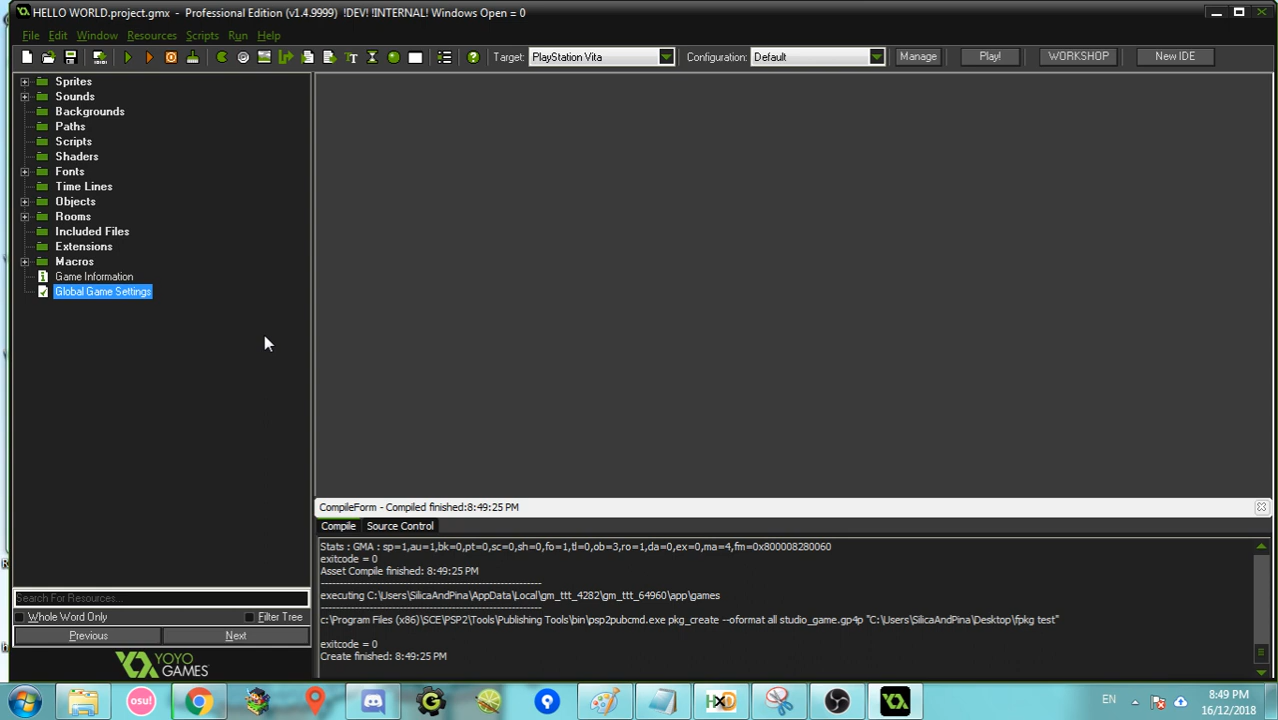 HELLO WORLD.project.gmx - Professional Edition (v1.4.9999) !DEV! !INTERNAL! Windows Open = 0
File Edit Window Resources Scripts Run Help
Target: PlayStation Vita Configuration: Default Manage Play! WORKSHOP New IDE
Sprites
Sounds
Backgrounds
Paths
Scripts
Shaders
Fonts
Time Lines
Objects
Rooms
Included Files
Extensions
Macros
Game Information
Global Game Settings
CompileForm - Compiled finished:8:49:25 PM
Compile Source Control
Stats : GMA : sp=1,au=1,bk=0,pt=0,sc=0,sh=0,fo=1,tl=0,ob=3,ro=1,da=0,ex=0,ma=4,fm=0x800008280060
exitcode = 0
Asset Compile finished: 8:49:25 PM
executing C:\Users\SilicaAndPina\AppData\Local\gm_ttt_4282\gm_ttt_64960\app\games
c:\Program Files (x86)\SCE\PSP2\Tools\Publishing Tools\bin\psp2pubcmd.exe pkg_create --oformat all studio_game.gp4p "C:\Users\SilicaAndPina\Desktop\fpkg test"
exitcode = 0
Create finished: 8:49:25 PM
Search For Resources...
Whole Word Only Filter Tree
Previous Next
YOYO
GAMES
osu!
HXD
EN
8:49 PM
16/12/2018